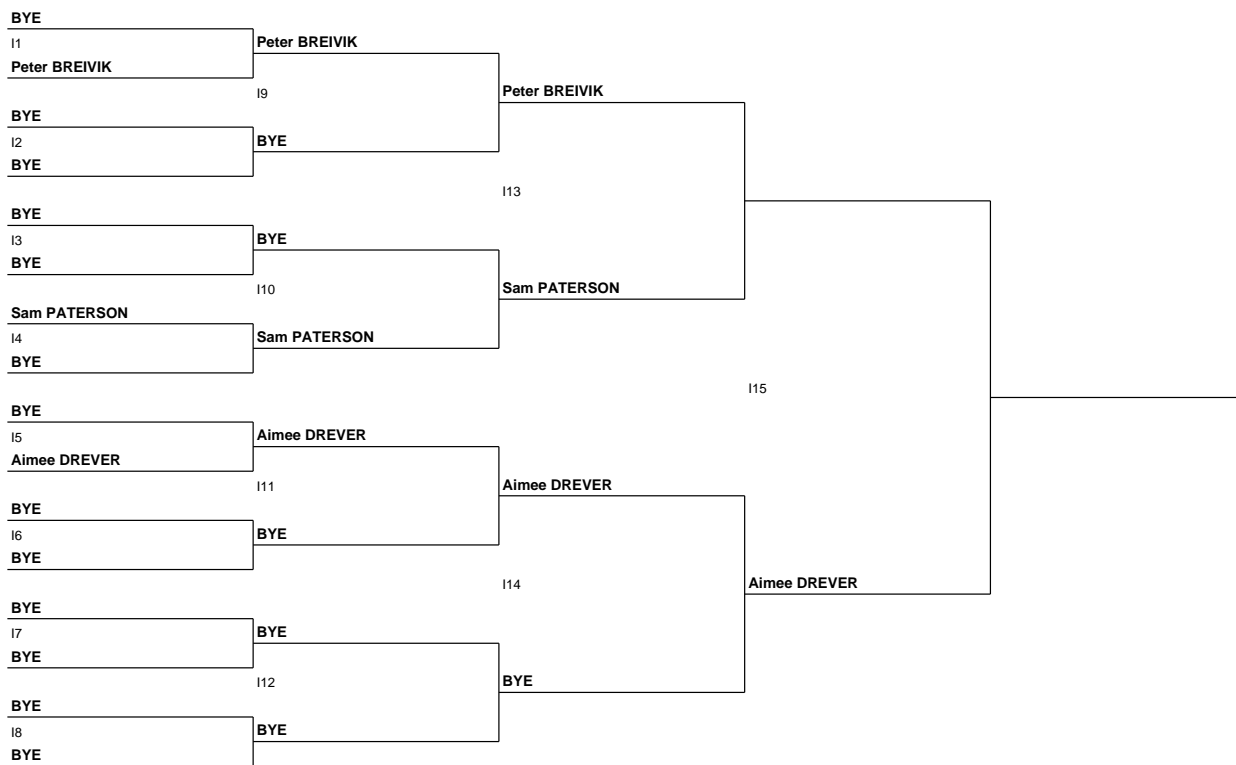 BYE
I1
Peter BREIVIK
Peter BREIVIK
I9
BYE
I2
BYE
BYE
Peter BREIVIK
I13
BYE
I3
BYE
BYE
I10
Sam PATERSON
I4
BYE
Sam PATERSON
Sam PATERSON
I15
BYE
I5
Aimee DREVER
Aimee DREVER
I11
BYE
I6
BYE
BYE
Aimee DREVER
I14
Aimee DREVER
BYE
I7
BYE
BYE
I12
BYE
I8
BYE
BYE
BYE